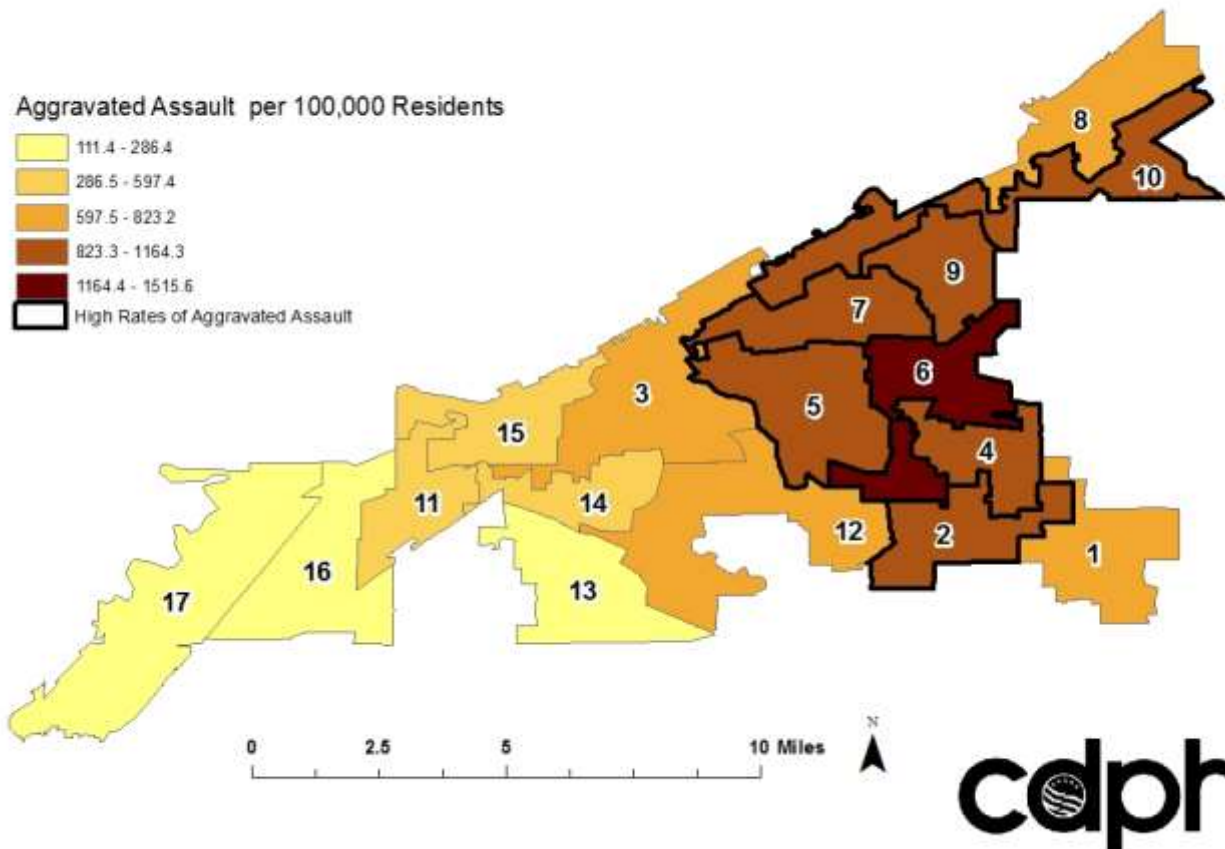 Aggravated Assault per 100,000 Residents
111.4 - 286.4
286.5 - 597.4
597.5 - 823.2
823.3 - 1164.3
1164.4 - 1515.6
High Rates of Aggravated Assault
8
10
9
7
6
3
5
15
4
11
14
12
2
1
16
13
17
0 2.5 5 10 Miles
N
cdph